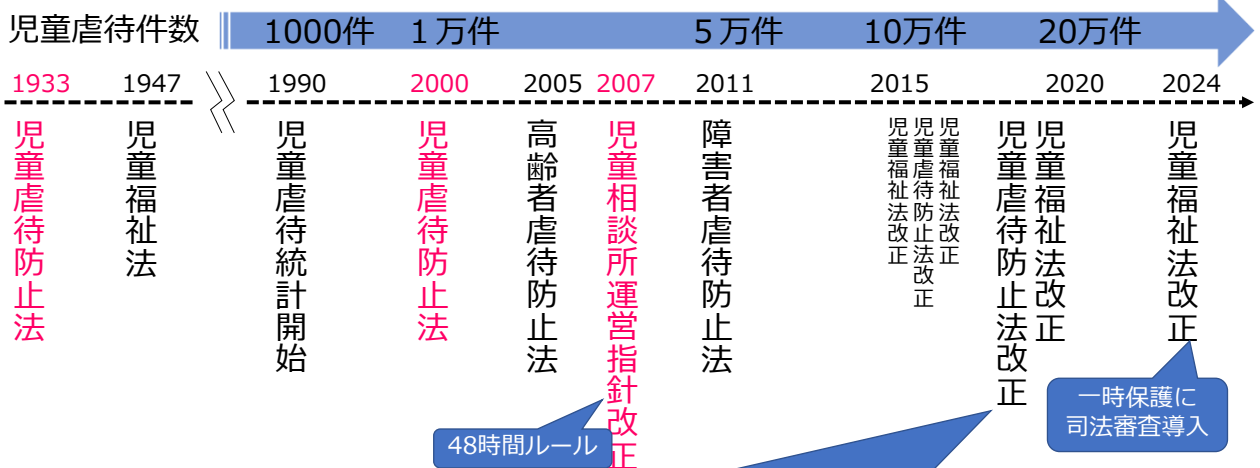 児童虐待件数
1000件
１万件
５万件
10万件
20万件
1933
1947
1990
2000
2005
2007
2011
2015
2020
2024
児童虐待防止法
児童福祉法
児童虐待統計開始
児童虐待防止法
高齢者虐待防止法
児童相談所運営指針改正
障害者虐待防止法
児童福祉法改正
児童虐待防止法改正
児童福祉法改正
児童虐待防止法改正
児童福祉法改正
児童福祉法改正
48時間ルール
一時保護に
司法審査導入